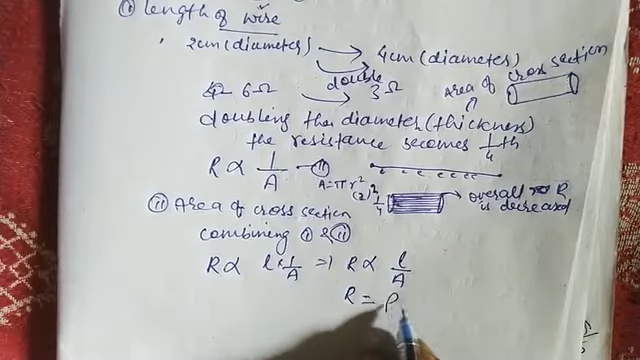 length of wire
2cm(diameter) → 4cm(diameter)
double
6Ω → 3Ω
Area of cross section
doubling the diameter(thickness)
the resistance becomes 1/4 th
R ∝ 1/A — (II)
A=πr²
(2)² 1/4
overall R
is decreased
(II) Area of cross section
combining (I) & (II)
R ∝ l × 1/A ⇒ R ∝ l/A
R = ρ